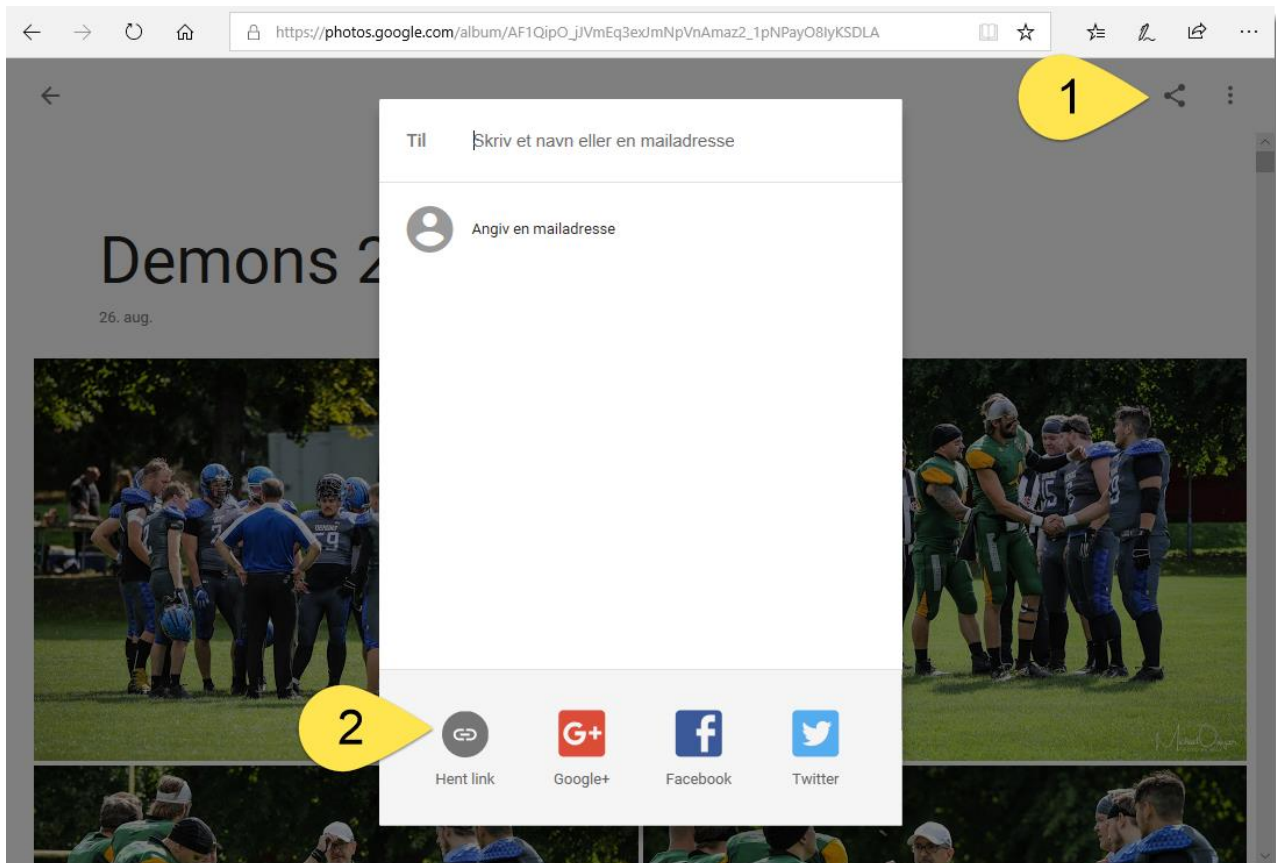 https://photos.google.com/album/AF1QipO_jJVmEq3exJmNpVnAmaz2_1pNPayO8IyKSDLA
1
Til Skriv et navn eller en mailadresse
Angiv en mailadresse
Demons 2
26. aug.
2
G+
f
Hent link Google+ Facebook Twitter